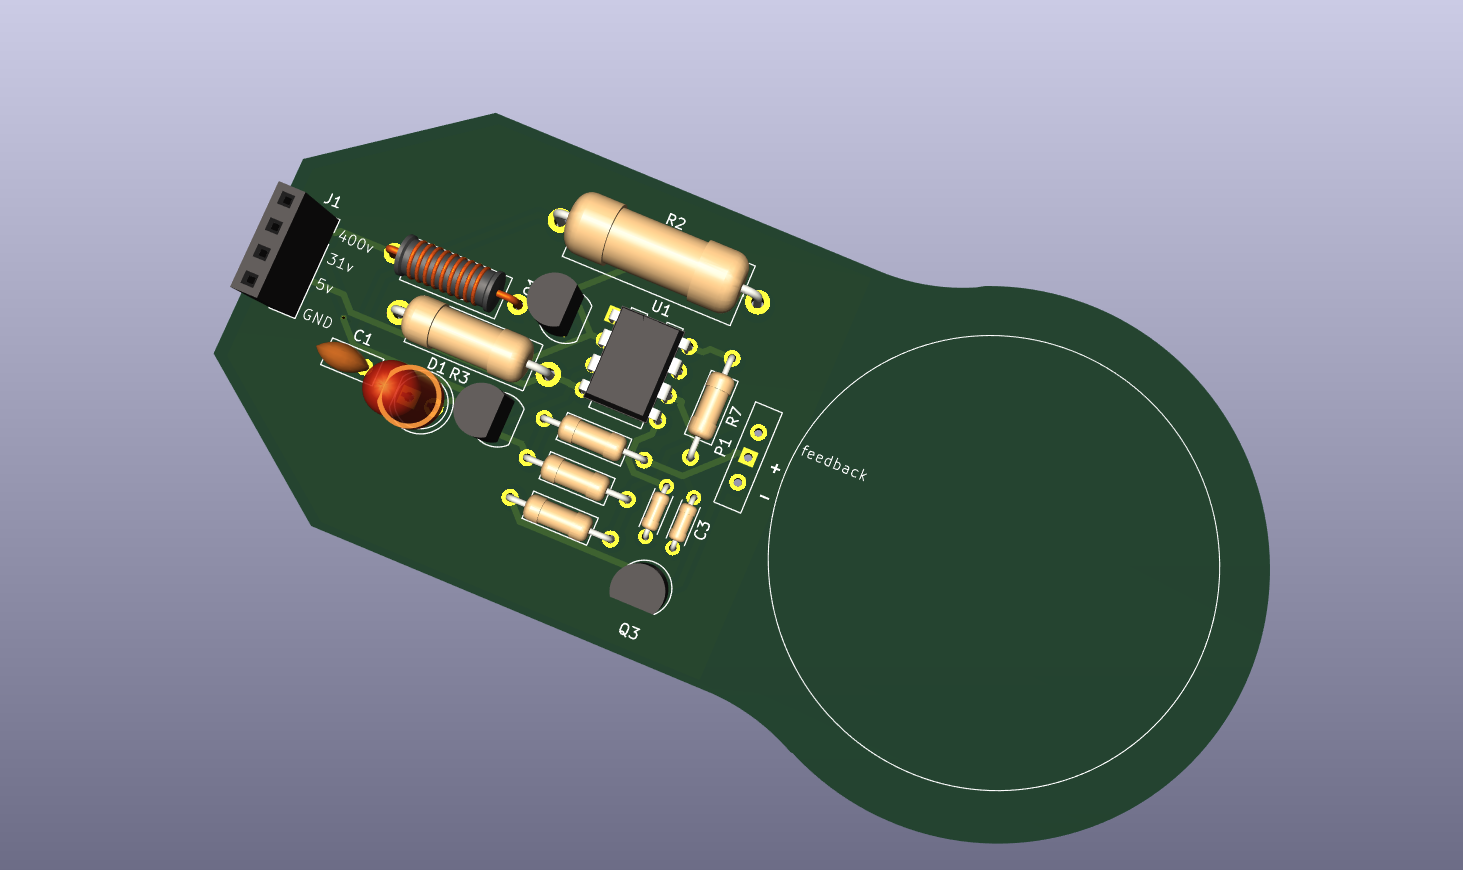 J1
400v
31v
5v
GND
C1
D1
R3
R2
U1
R7
P1
+
-
feedback
C3
Q3